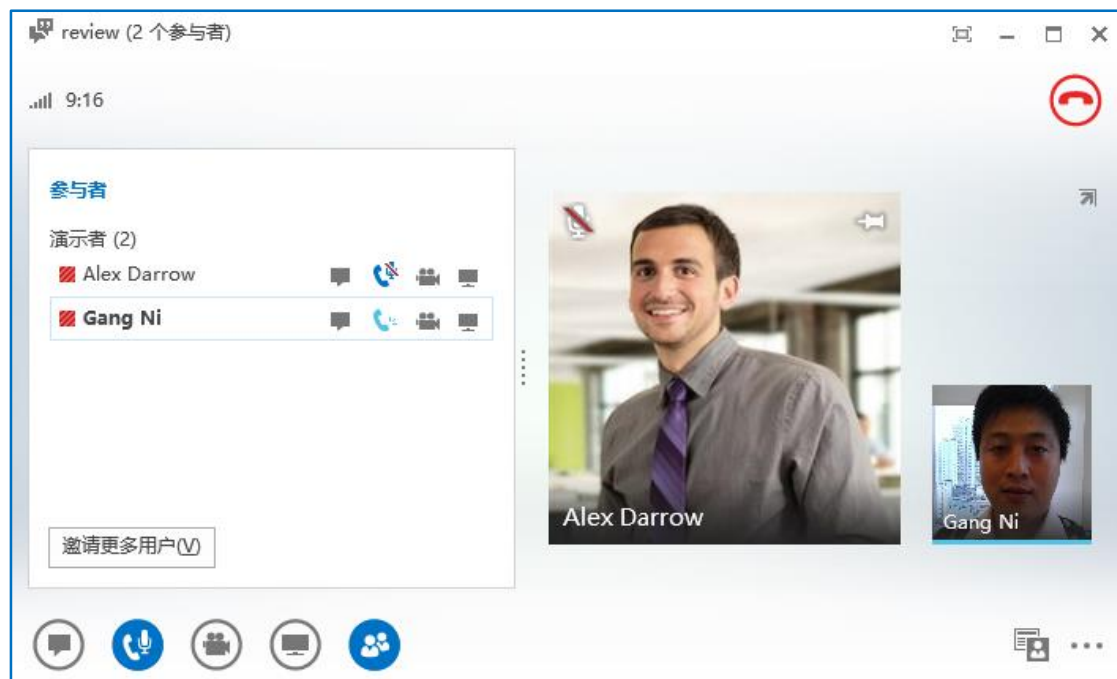 review (2 个参与者)
9:16
参与者
演示者 (2)
Alex Darrow
Gang Ni
邀请更多用户(V)
Alex Darrow
Gang Ni